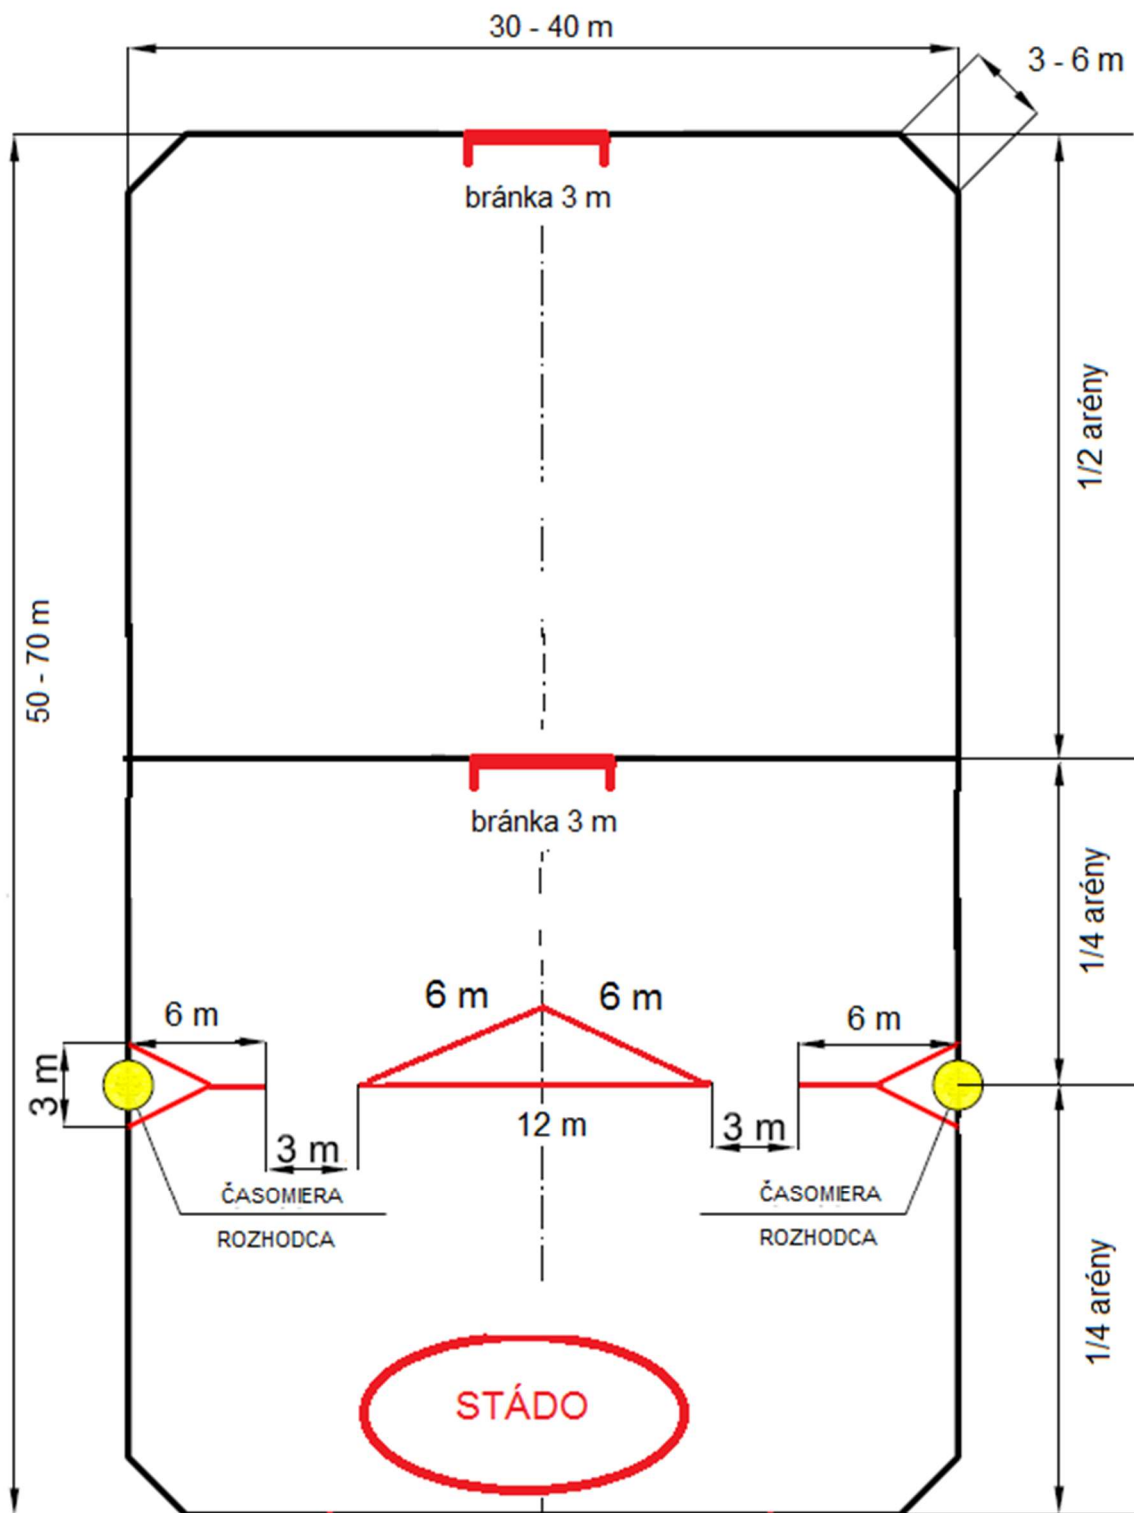 30 - 40 m
3 - 6 m
bránka 3 m
1/2 arény
50 - 70 m
bránka 3 m
1/4 arény
6 m
6 m
6 m
6 m
3 m
12 m
3 m
3 m
ČASOMIERA
ROZHODCA
ČASOMIERA
ROZHODCA
1/4 arény
STÁDO